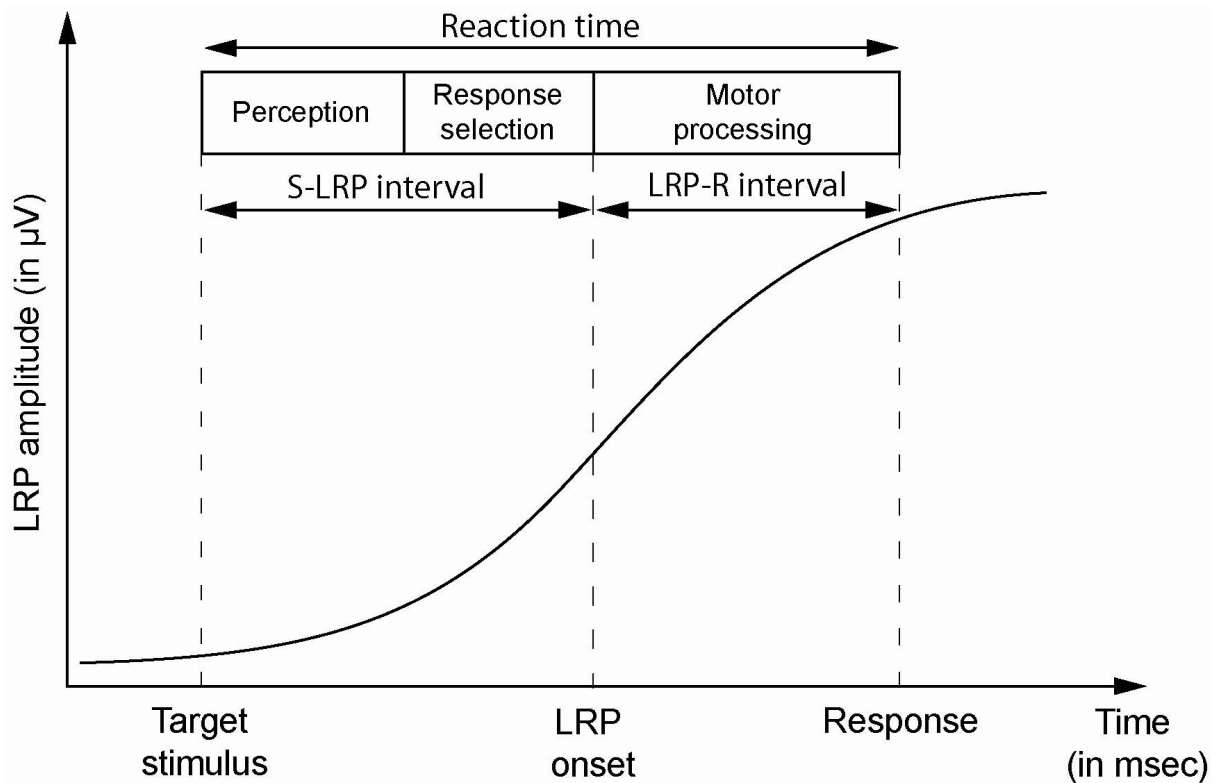 Reaction time
Perception
Response
selection
Motor
processing
S-LRP interval
LRP-R interval
LRP amplitude (in µV)
Target
stimulus
LRP
onset
Response
Time
(in msec)